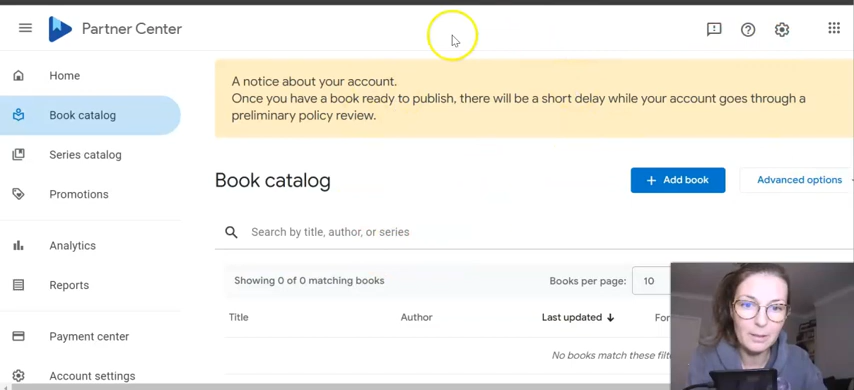 Partner Center
Home
Book catalog
Series catalog
Promotions
Analytics
Reports
Payment center
Account settings
A notice about your account.
Once you have a book ready to publish, there will be a short delay while your account goes through a
preliminary policy review.
Book catalog
+ Add book
Advanced options
Search by title, author, or series
Showing 0 of 0 matching books
Books per page: 10
Title Author Last updated For
No books match these filt